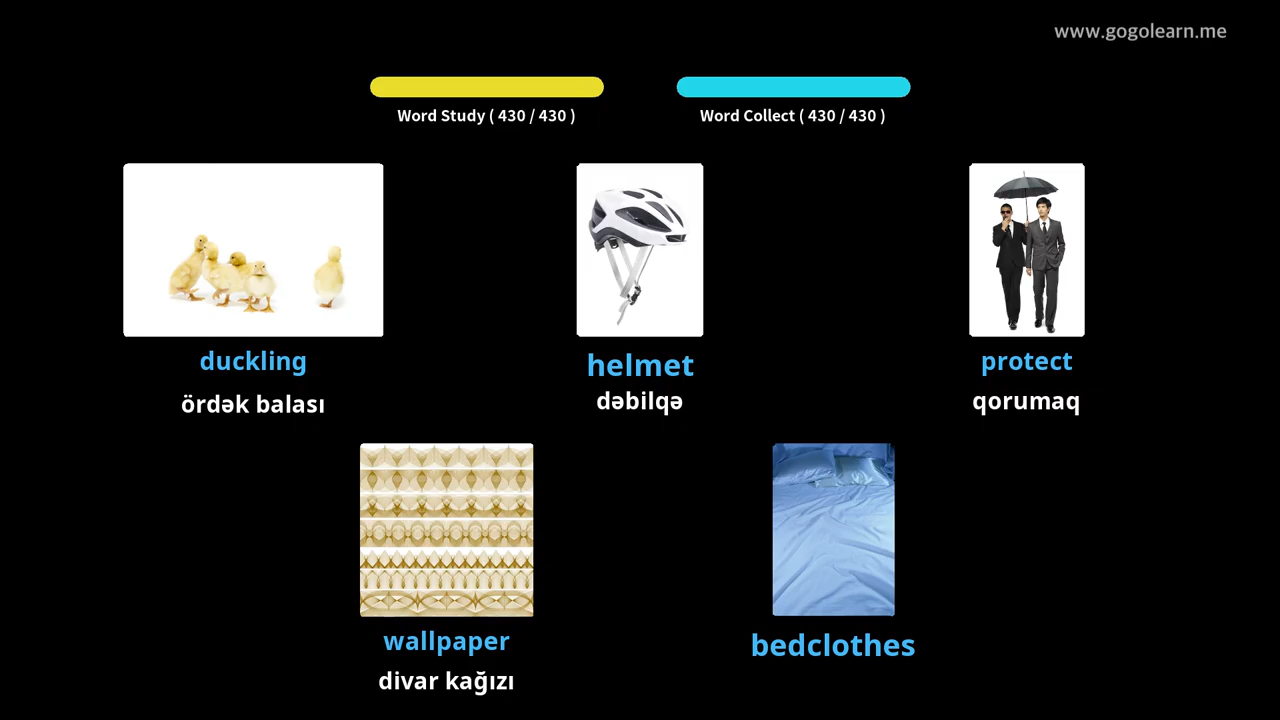 www.gogolearn.me
Word Study ( 430 / 430 )
Word Collect ( 430 / 430 )
duckling
helmet
protect
ördək balası
dəbilqə
qorumaq
wallpaper
bedclothes
divar kağızı